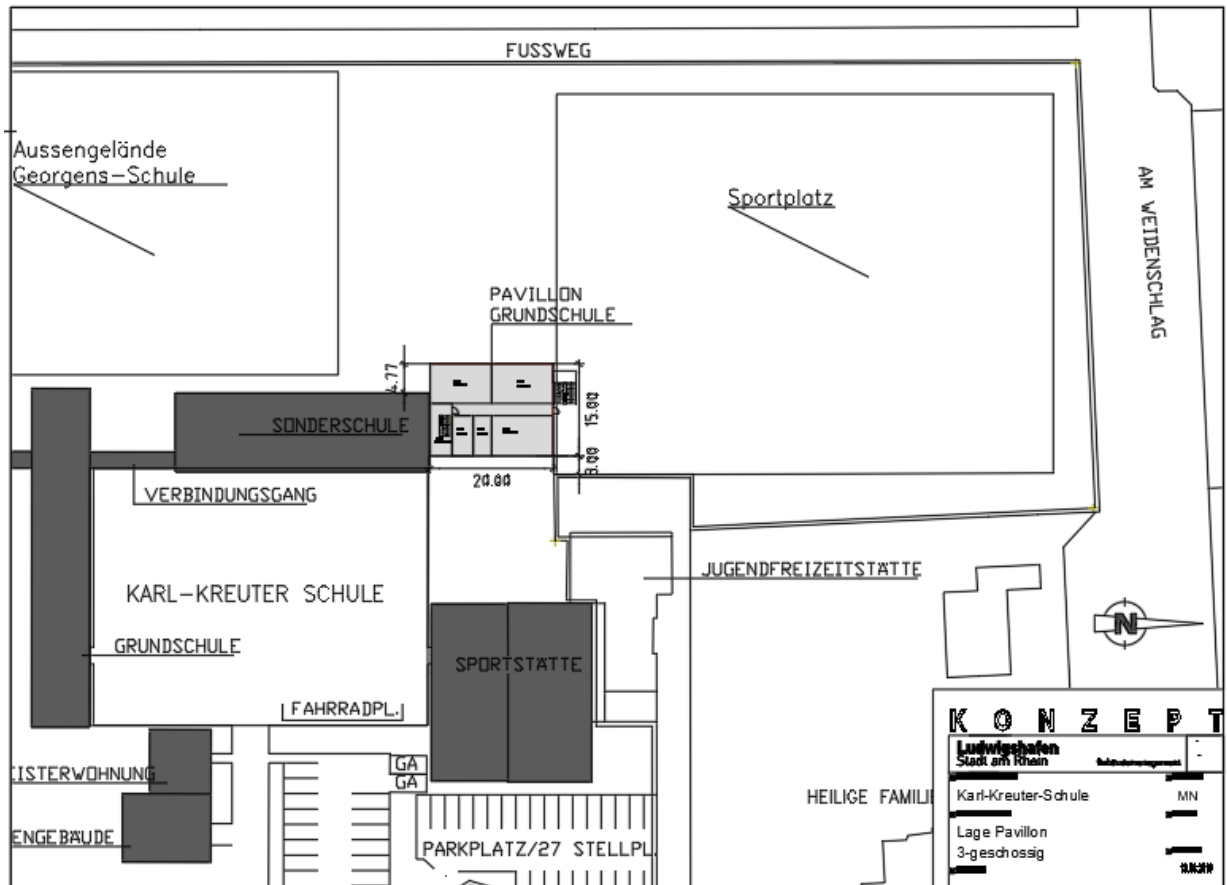 FUSSWEG
Aussengelände
Georgens-Schule
Sportplatz
AM WEIDENSCHLAG
PAVILLON
GRUNDSCHULE
4.77
15.00
3.00
20.00
SONDERSCHULE
VERBINDUNGSGANG
JUGENDFREIZEITSTÄTTE
KARL-KREUTER SCHULE
N
GRUNDSCHULE
SPORTSTÄTTE
FAHRRADPL.
GA
GA
EISTERWOHNUNG
ENGEBÄUDE
PARKPLATZ/27 STELLPL.
HEILIGE FAMILI
KONZEPT
Ludwigshafen
Stadt am Rhein
Karl-Kreuter-Schule
MN
Lage Pavillon
3-geschossig